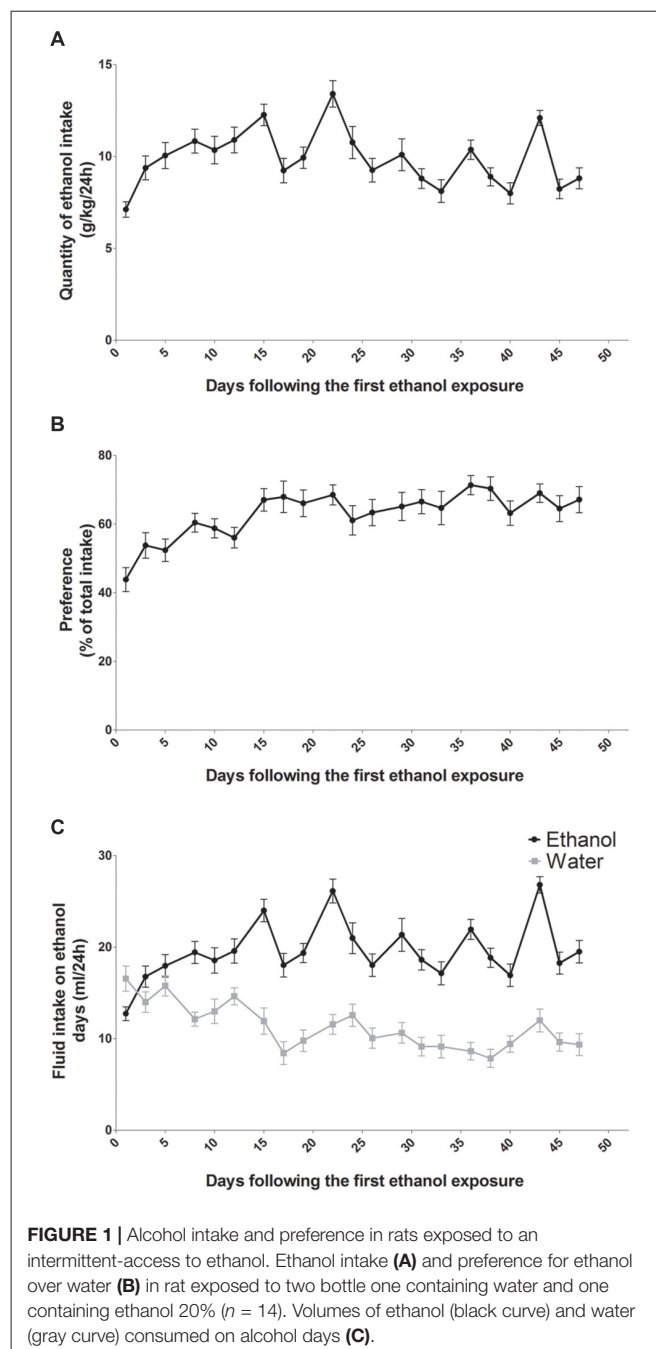 A
Quantity of ethanol intake
(g/kg/24h)
15
10
5
0
0 5 10 15 20 25 30 35 40 45 50
Days following the first ethanol exposure
B
Preference
(% of total intake)
80
60
40
20
0
0 5 10 15 20 25 30 35 40 45 50
Days following the first ethanol exposure
C
Ethanol
Water
Fluid intake on ethanol
days (ml/24h)
30
20
10
0
0 5 10 15 20 25 30 35 40 45 50
Days following the first ethanol exposure
FIGURE 1 | Alcohol intake and preference in rats exposed to an
intermittent-access to ethanol. Ethanol intake (A) and preference for ethanol
over water (B) in rat exposed to two bottle one containing water and one
containing ethanol 20% (n = 14). Volumes of ethanol (black curve) and water
(gray curve) consumed on alcohol days (C).